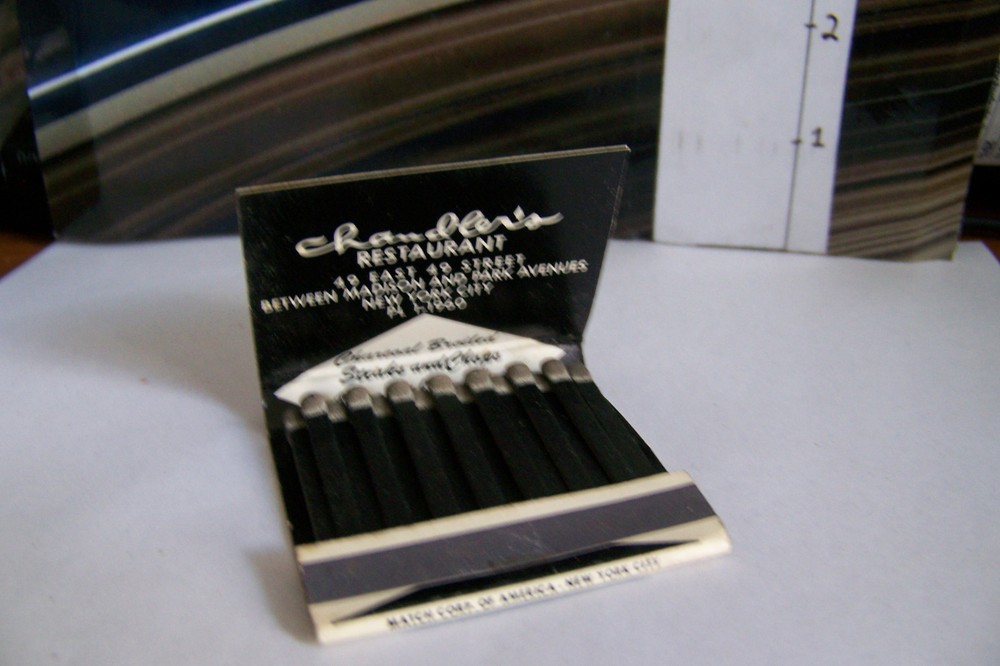 2
1
Chandler's
RESTAURANT
49 EAST 49 STREET
BETWEEN MADISON AND PARK AVENUES
NEW YORK CITY
Charcoal Broiled
Steaks and Chops
MATCH CORP. OF AMERICA - NEW YORK CITY